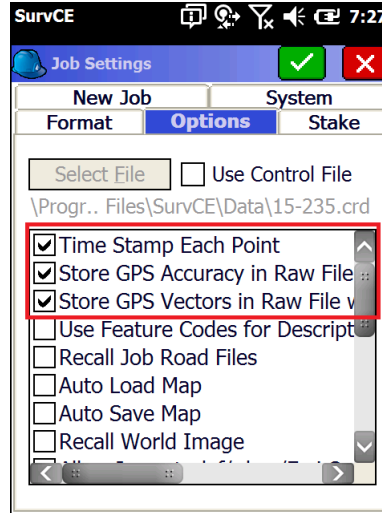 SurvCE 7:27
Job Settings
New Job System
Format Options Stake
Select File Use Control File
\Progr.. Files\SurvCE\Data\15-235.crd
Time Stamp Each Point
Store GPS Accuracy in Raw File
Store GPS Vectors in Raw File w
Use Feature Codes for Descript
Recall Job Road Files
Auto Load Map
Auto Save Map
Recall World Image